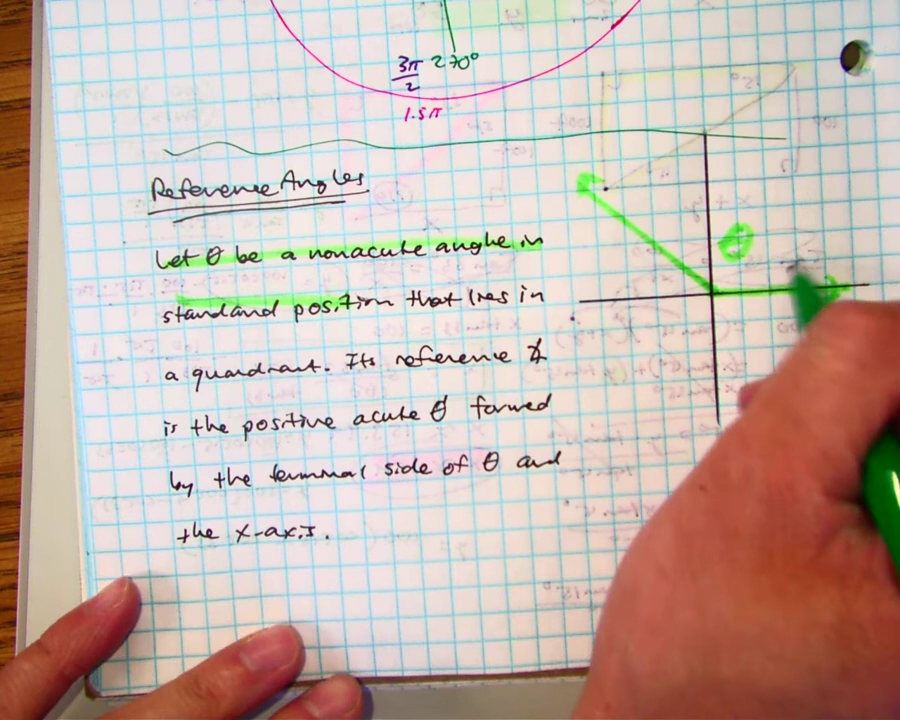 3π/2 270°
1.5π
Reference Angles
Let θ be a nonacute angle in
standard position that lies in
a quandrant. Its reference ∡
is the positive acute θ formed
by the terminal side of θ and
the x-axis.
θ